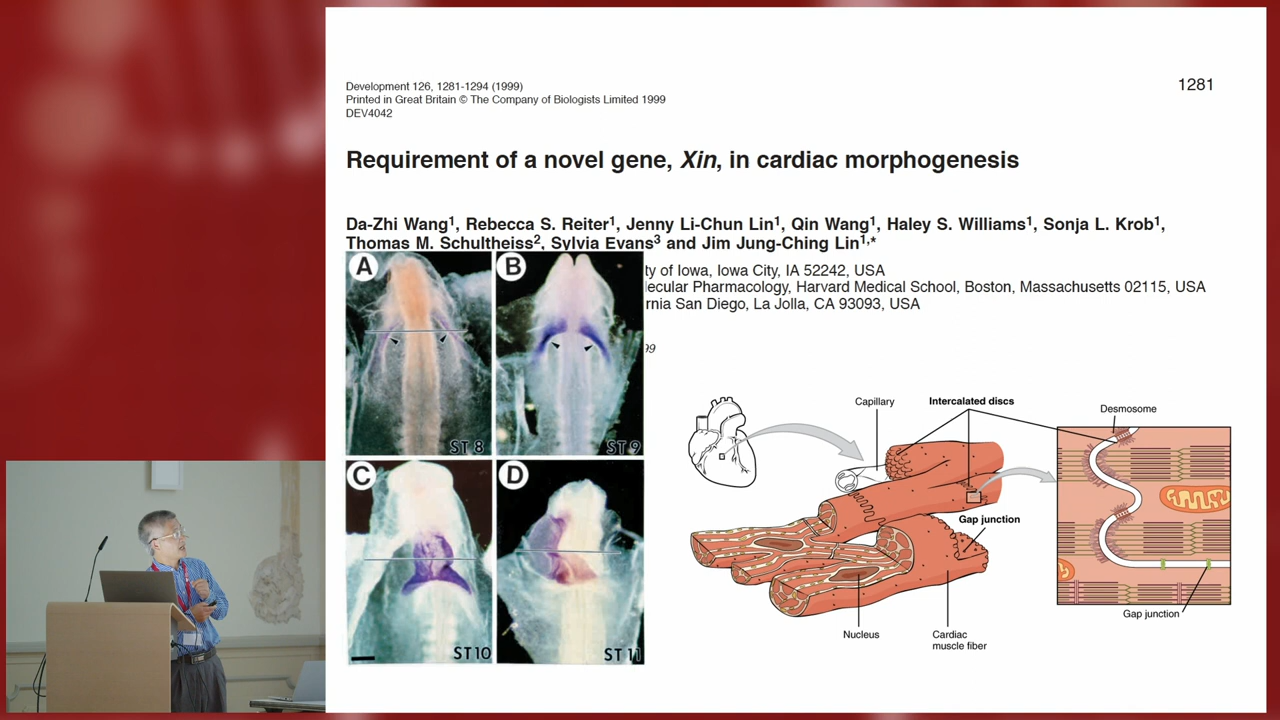 Development 126, 1281-1294 (1999)
Printed in Great Britain © The Company of Biologists Limited 1999
DEV4042
1281
Requirement of a novel gene, Xin, in cardiac morphogenesis
Da-Zhi Wang1, Rebecca S. Reiter1, Jenny Li-Chun Lin1, Qin Wang1, Haley S. Williams1, Sonja L. Krob1,
Thomas M. Schultheiss2, Sylvia Evans3 and Jim Jung-Ching Lin1,*
ty of Iowa, Iowa City, IA 52242, USA
lecular Pharmacology, Harvard Medical School, Boston, Massachusetts 02115, USA
rnia San Diego, La Jolla, CA 93093, USA
99
A
B
ST 8
ST 9
C
D
ST 10
ST 11
Capillary
Intercalated discs
Desmosome
Gap junction
Gap junction
Nucleus
Cardiac
muscle fiber